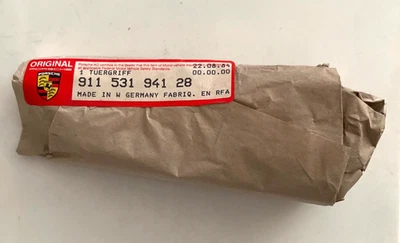 ORIGINAL
22.08.84
1 TUERGRIFF 00.00.00
PORSCHE
911 531 941 28
MADE IN W GERMANY FABRIQ. EN RFA